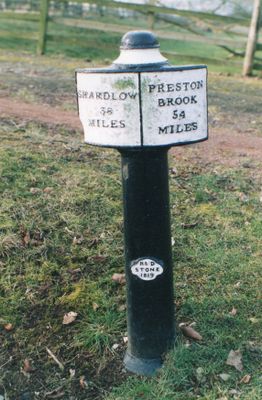 SHARDLOW
38
MILES
PRESTON
BROOK
54
MILES
R & D
STONE
1819